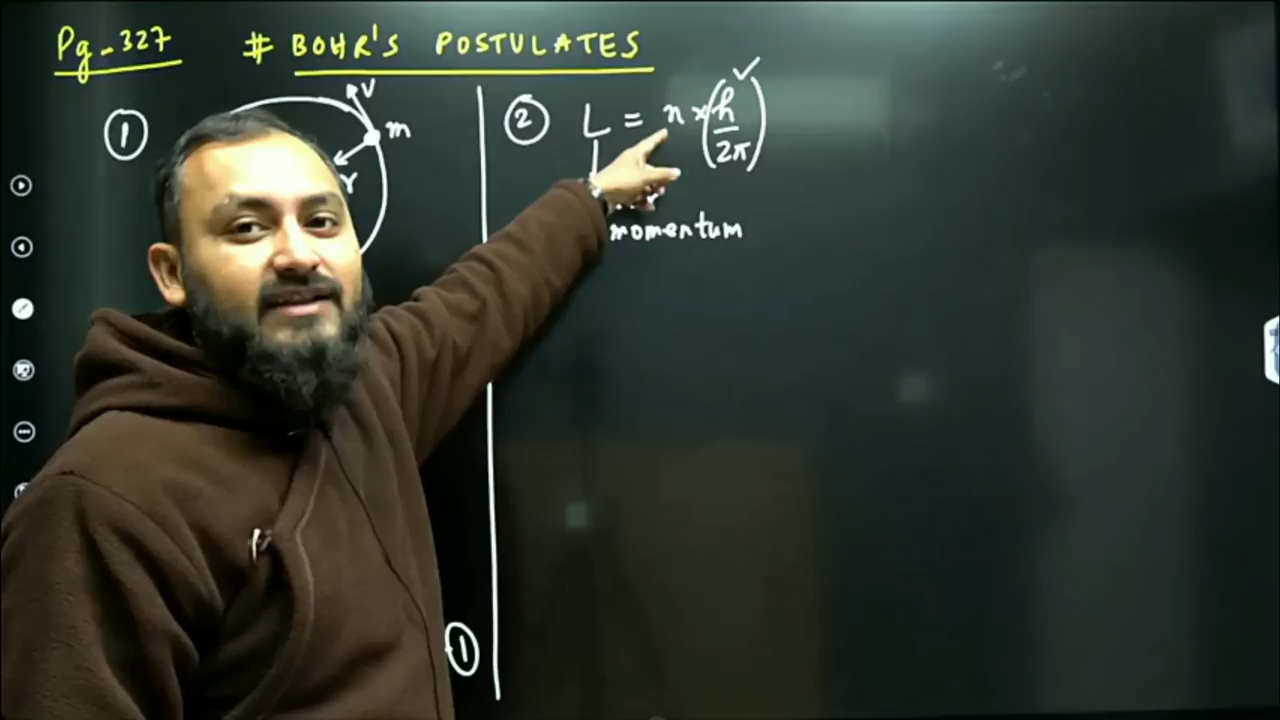 Pg-327 # BOHR'S POSTULATES
① V
m
r
② L = n × (h/2π) ✓
momentum
①